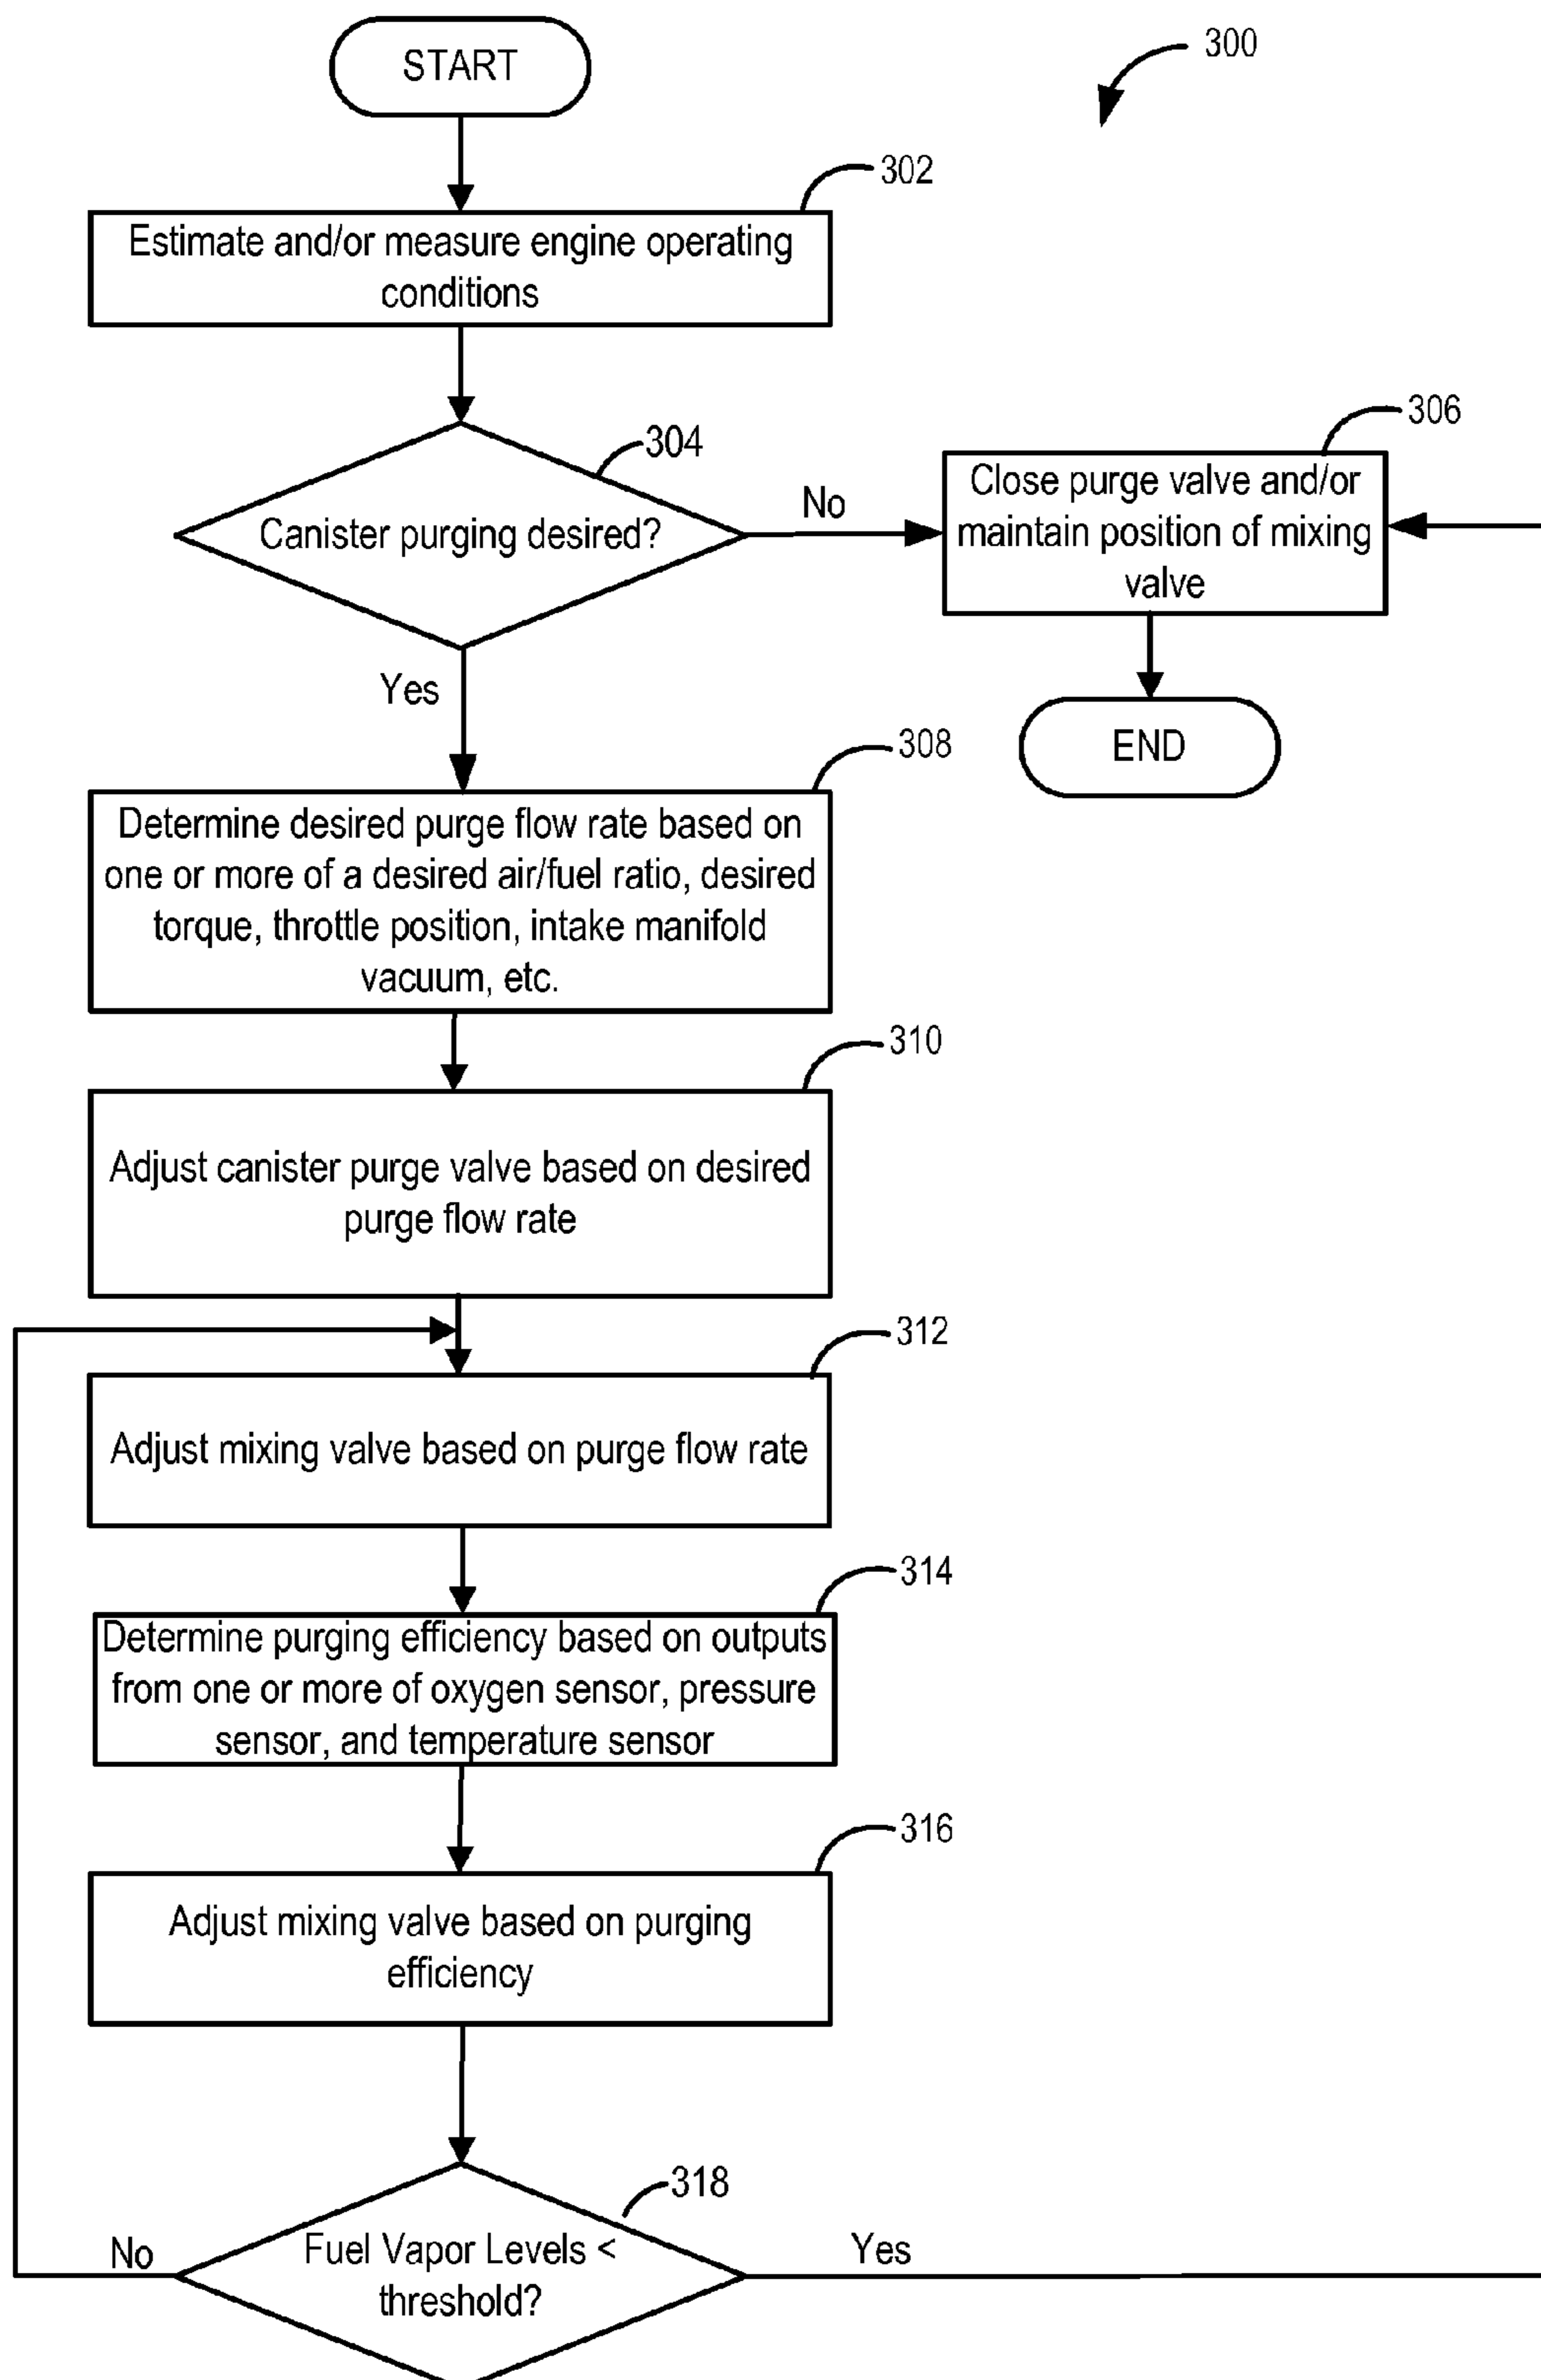 START
300
302
Estimate and/or measure engine operating
conditions
304
Canister purging desired?
No
306
Close purge valve and/or
maintain position of mixing
valve
Yes
END
308
Determine desired purge flow rate based on
one or more of a desired air/fuel ratio, desired
torque, throttle position, intake manifold
vacuum, etc.
310
Adjust canister purge valve based on desired
purge flow rate
312
Adjust mixing valve based on purge flow rate
314
Determine purging efficiency based on outputs
from one or more of oxygen sensor, pressure
sensor, and temperature sensor
316
Adjust mixing valve based on purging
efficiency
318
No
Fuel Vapor Levels <
threshold?
Yes